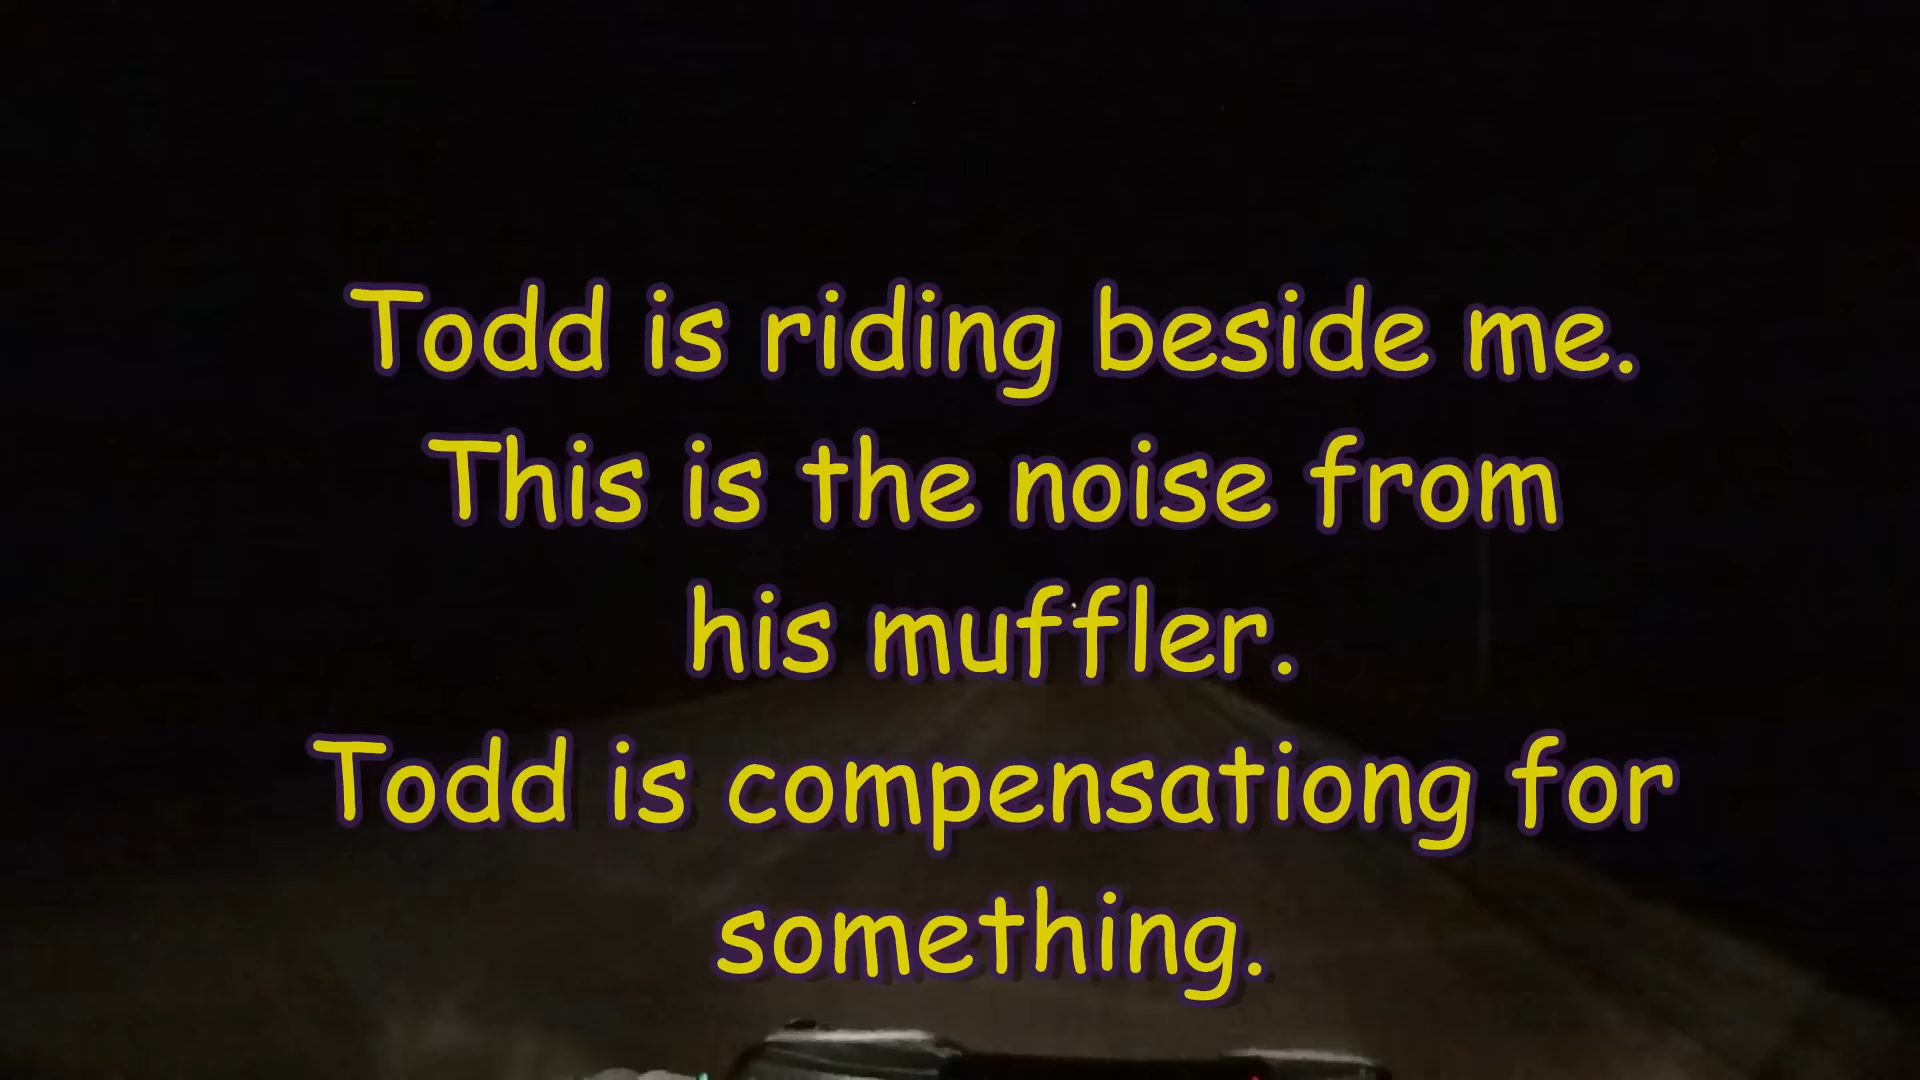 Todd is riding beside me.
This is the noise from
his muffler.
Todd is compensationg for
something.